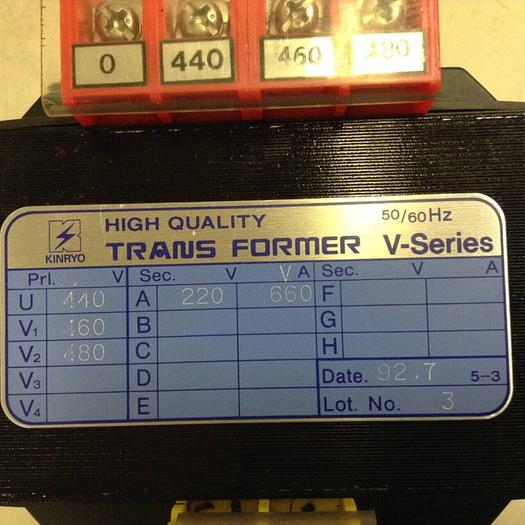 0 440 460 480
HIGH QUALITY 50/60Hz
KINRYO TRANS FORMER V-Series
Pri. V Sec. V VA Sec. V A
U 440 A 220 660 F
V1 460 B G
V2 480 C H
V3 D Date. 92.7 5-3
V4 E Lot. No. 3